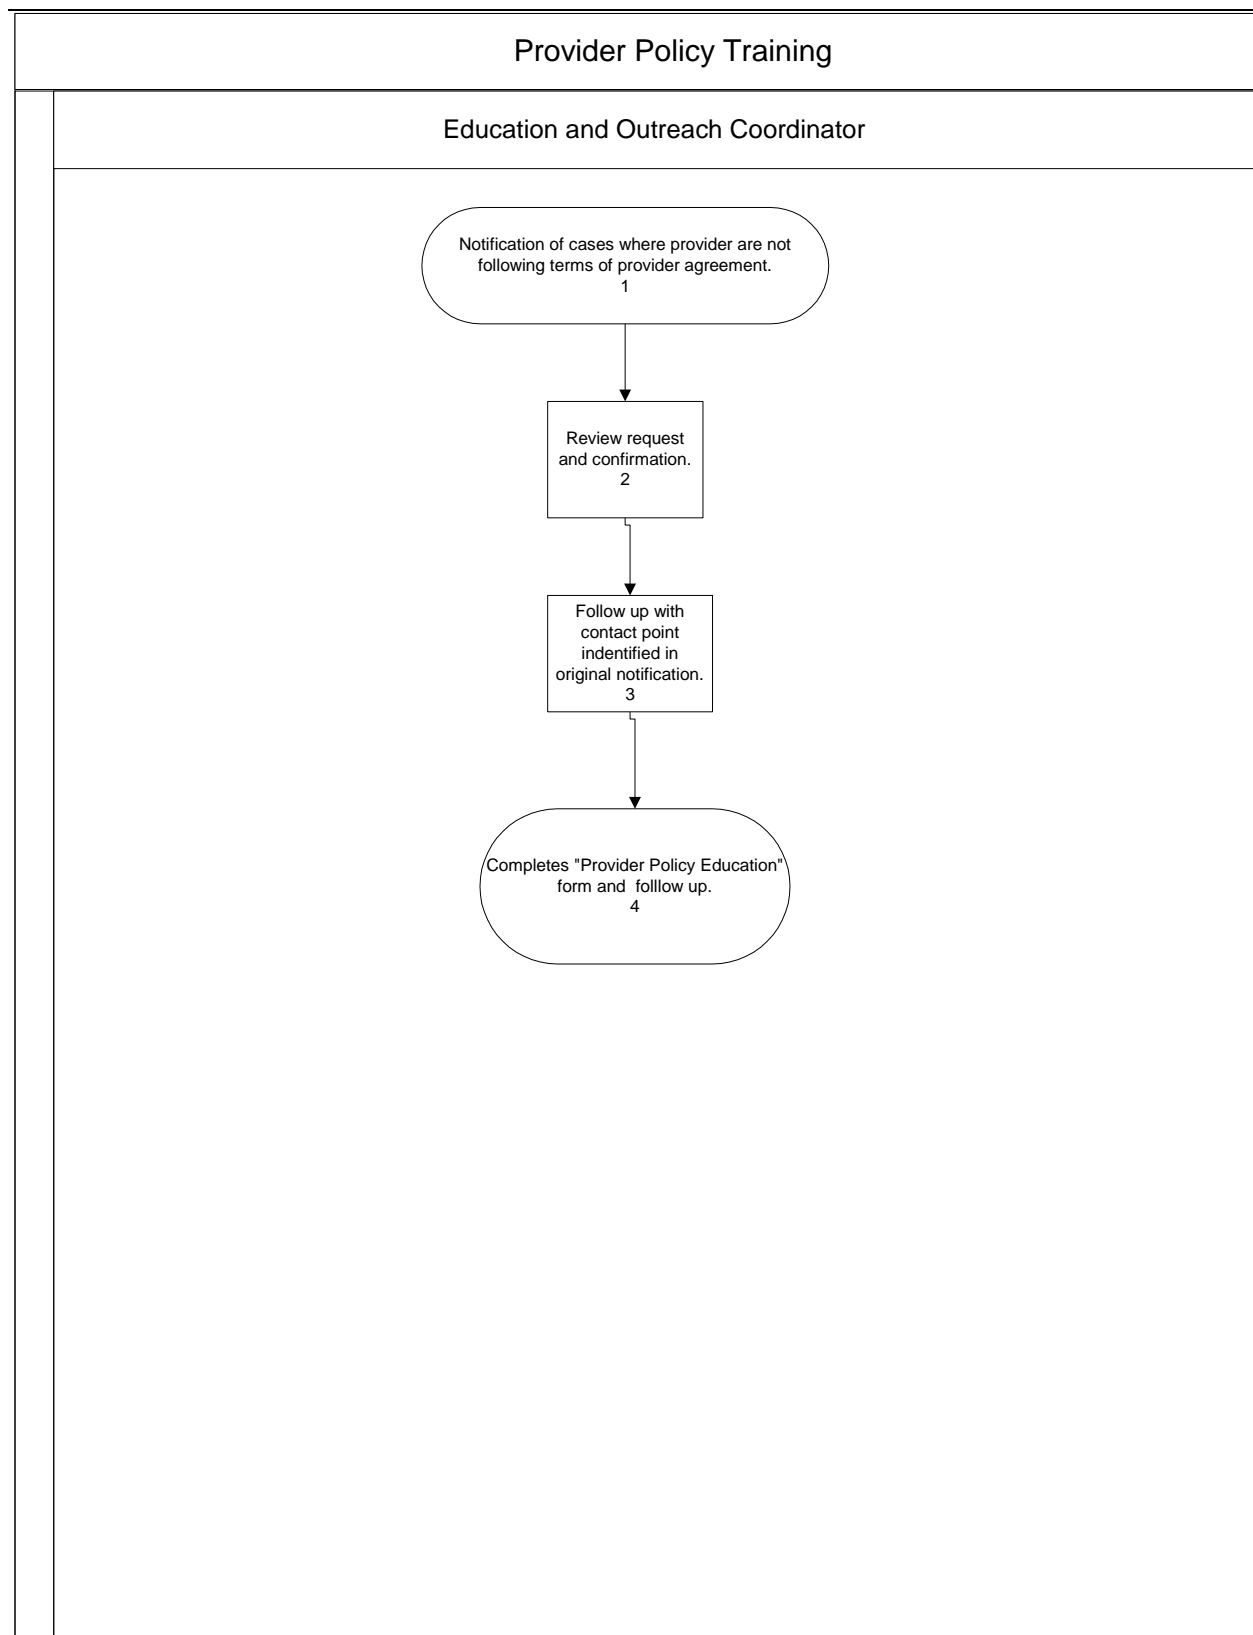 Provider Policy Training
Education and Outreach Coordinator
Notification of cases where provider are not
following terms of provider agreement.
1
Review request
and confirmation.
2
Follow up with
contact point
indentified in
original notification.
3
Completes "Provider Policy Education"
form and folllow up.
4